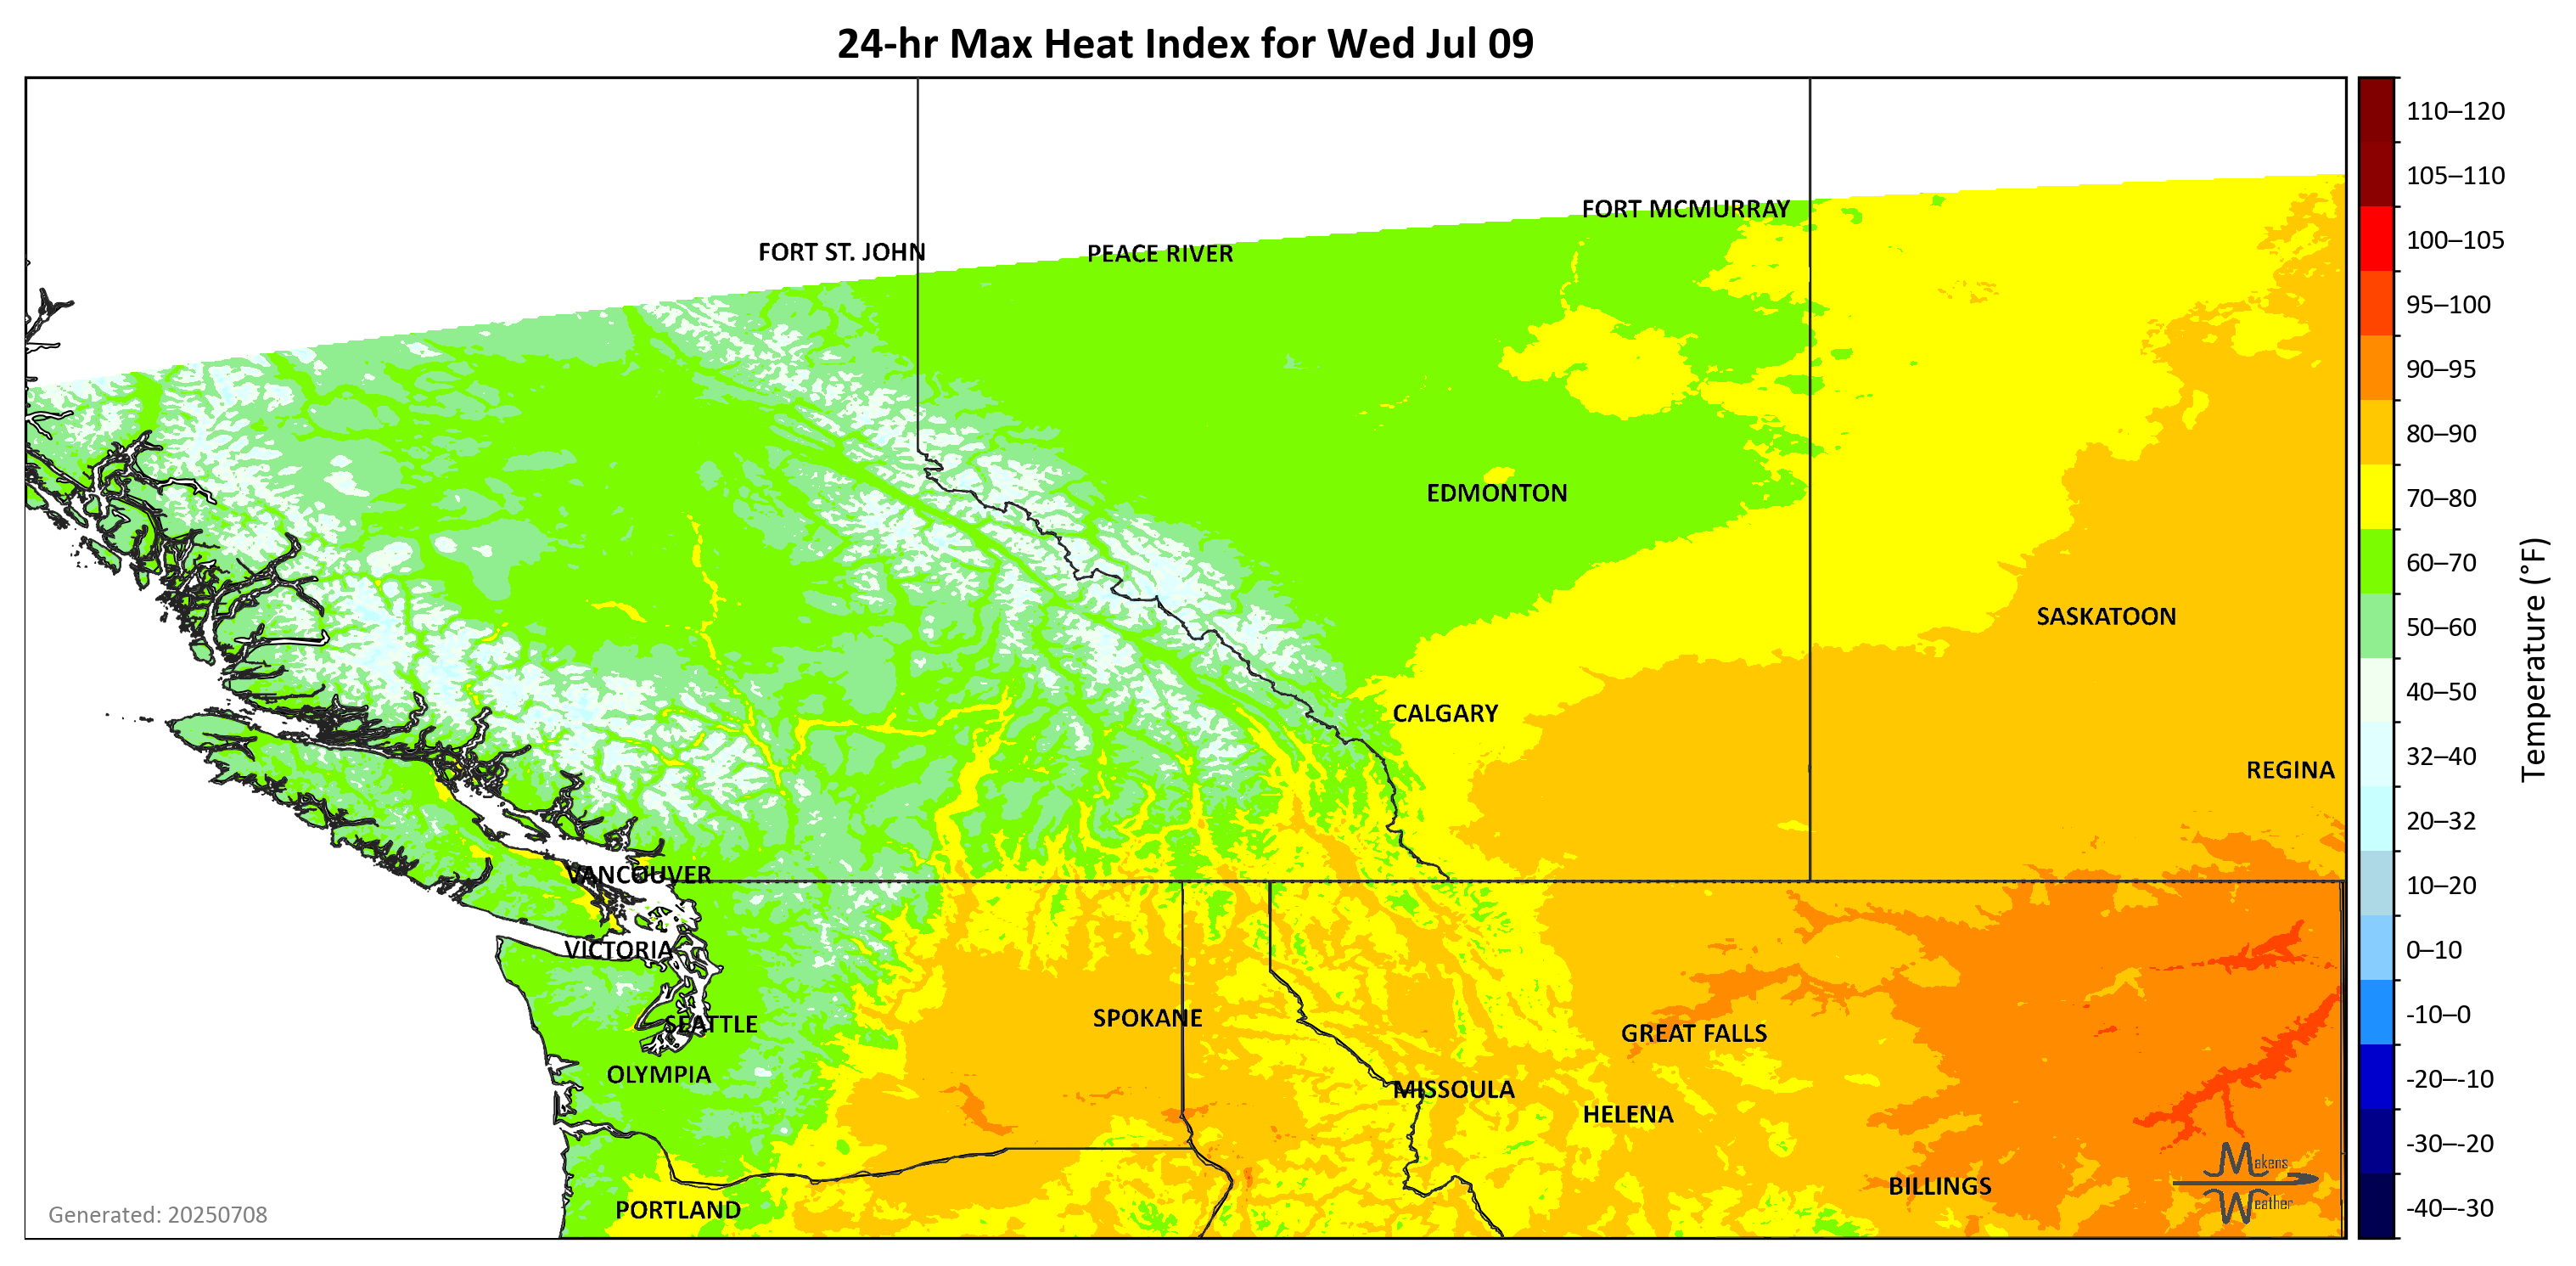 24-hr Max Heat Index for Wed Jul 09
FORT MCMURRAY
FORT ST. JOHN
PEACE RIVER
EDMONTON
SASKATOON
CALGARY
REGINA
VANCOUVER
VICTORIA
SPOKANE
SEATTLE
GREAT FALLS
OLYMPIA
MISSOULA
HELENA
BILLINGS
PORTLAND
Makens
Weather
Generated: 20250708
110–120
105–110
100–105
95–100
90–95
80–90
70–80
60–70
50–60
40–50
32–40
20–32
10–20
0–10
-10–0
-20–-10
-30–-20
-40–-30
Temperature (°F)